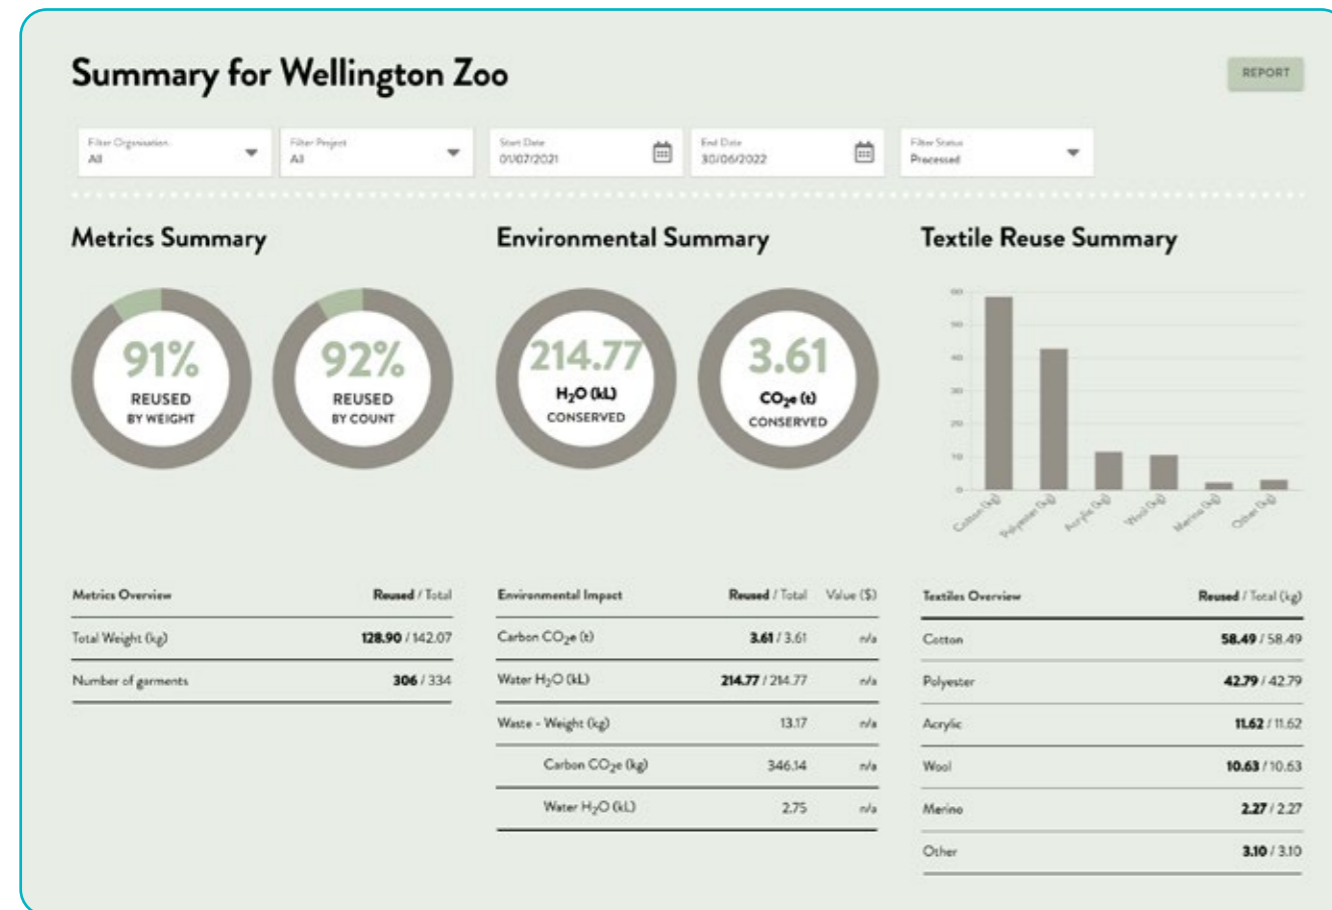 Summary for Wellington Zoo
REPORT
Filter Organisation
All
Filter Project
All
Start Date
01/07/2021
End Date
30/06/2022
Filter Status
Processed
Metrics Summary
91%
REUSED
BY WEIGHT
92%
REUSED
BY COUNT
Metrics Overview Reused / Total
Total Weight (kg) 128.90 / 142.07
Number of garments 306 / 334
Environmental Summary
214.77
H₂O (kL)
CONSERVED
3.61
CO₂e (t)
CONSERVED
Environmental Impact Reused / Total Value ($)
Carbon CO₂e (t) 3.61 / 3.61 n/a
Water H₂O (kL) 214.77 / 214.77 n/a
Waste - Weight (kg) 13.17 n/a
Carbon CO₂e (kg) 346.14 n/a
Water H₂O (kL) 2.75 n/a
Textile Reuse Summary
60
50
40
30
20
10
0
Cotton (kg)
Polyester (kg)
Acrylic (kg)
Wool (kg)
Merino (kg)
Other (kg)
Textiles Overview Reused / Total (kg)
Cotton 58.49 / 58.49
Polyester 42.79 / 42.79
Acrylic 11.62 / 11.62
Wool 10.63 / 10.63
Merino 2.27 / 2.27
Other 3.10 / 3.10